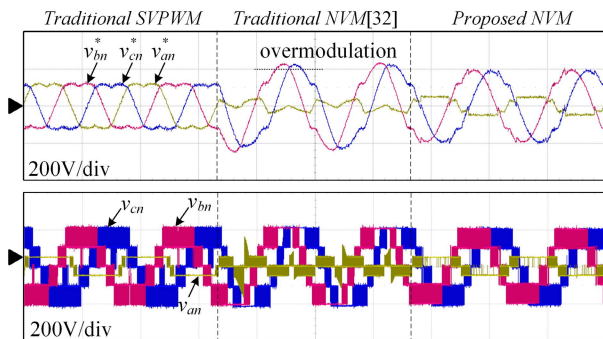 Traditional SVPWM Traditional NVM[32] Proposed NVM
v*bn v*cn v*an
overmodulation
200V/div
vcn vbn
van
200V/div